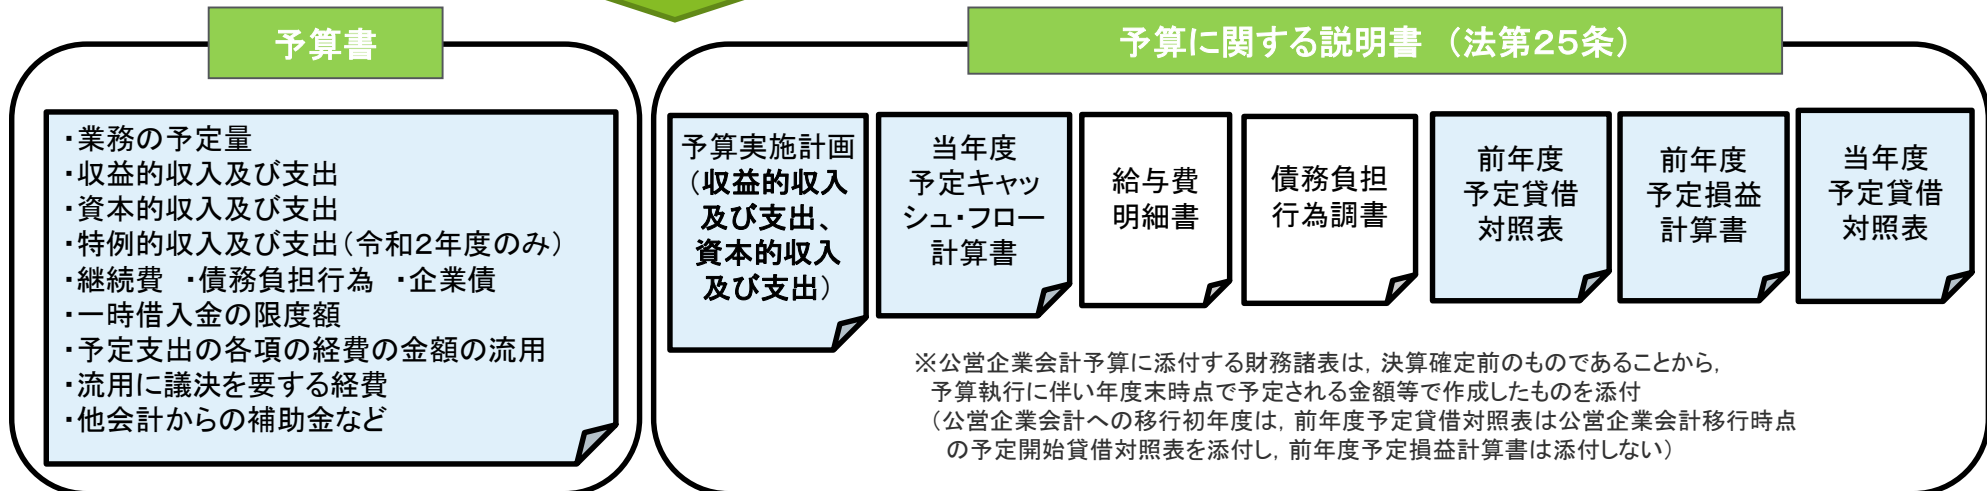 予算書
・業務の予定量
・収益的収入及び支出
・資本的収入及び支出
・特例的収入及び支出（令和２年度のみ）
・継続費　・債務負担行為　・企業債
・一時借入金の限度額
・予定支出の各項の経費の金額の流用
・流用に議決を要する経費
・他会計からの補助金など
予算に関する説明書　（法第２５条）
予算実施計画
（収益的収入
及び支出、
資本的収入
及び支出）
当年度
予定キャッ
シュ・フロー
計算書
給与費
明細書
債務負担
行為調書
前年度
予定貸借
対照表
前年度
予定損益
計算書
当年度
予定貸借
対照表
※公営企業会計予算に添付する財務諸表は，決算確定前のものであることから，
予算執行に伴い年度末時点で予定される金額等で作成したものを添付
（公営企業会計への移行初年度は，前年度予定貸借対照表は公営企業会計移行時点
の予定開始貸借対照表を添付し，前年度予定損益計算書は添付しない）